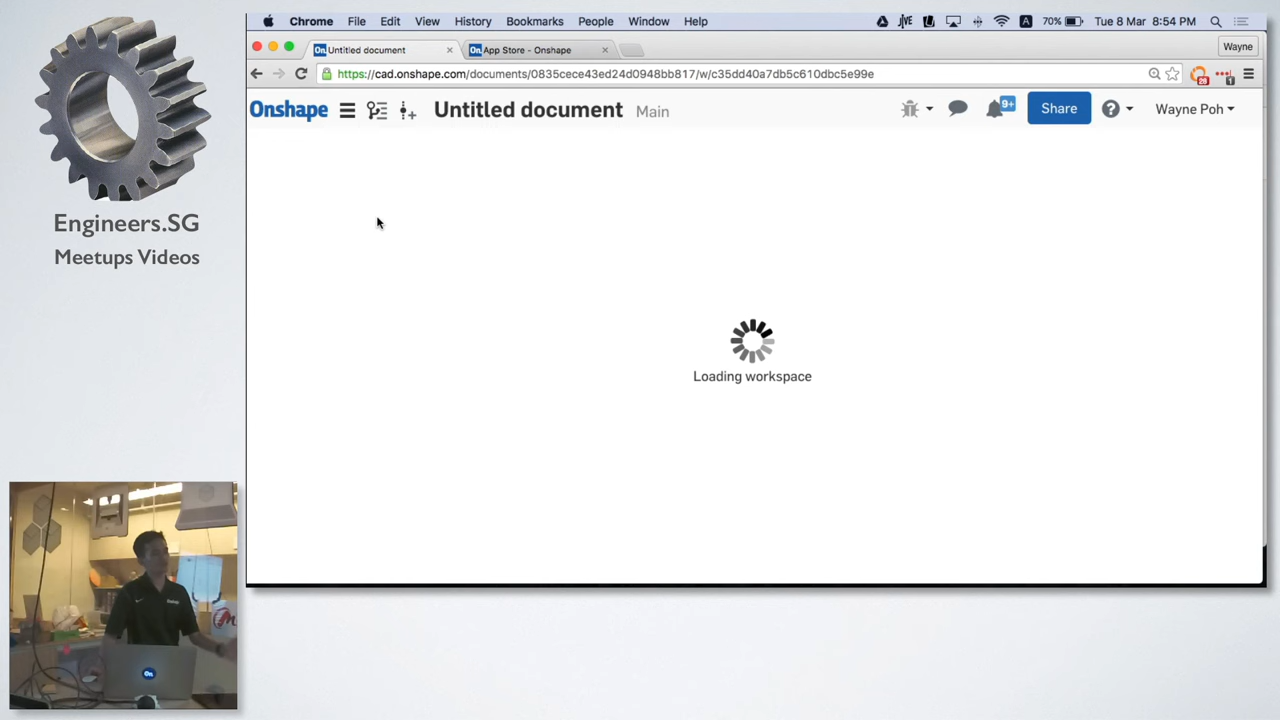 Chrome File Edit View History Bookmarks People Window Help 70% Tue 8 Mar 8:54 PM
Untitled document App Store - Onshape Wayne
https://cad.onshape.com/documents/0835cece43ed24d0948bb817/w/c35dd40a7db5c610dbc5e99e
Onshape Untitled document Main 9+ Share Wayne Poh
Loading workspace
Engineers.SG
Meetups Videos
On